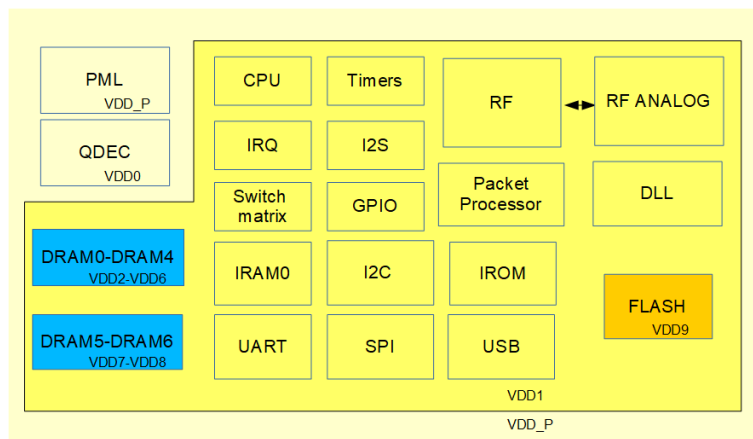 PML
VDD_P
QDEC
VDD0
CPU
Timers
RF
RF ANALOG
IRQ
I2S
Switch
matrix
GPIO
Packet
Processor
DLL
DRAM0-DRAM4
VDD2-VDD6
IRAM0
I2C
IROM
FLASH
VDD9
DRAM5-DRAM6
VDD7-VDD8
UART
SPI
USB
VDD1
VDD_P